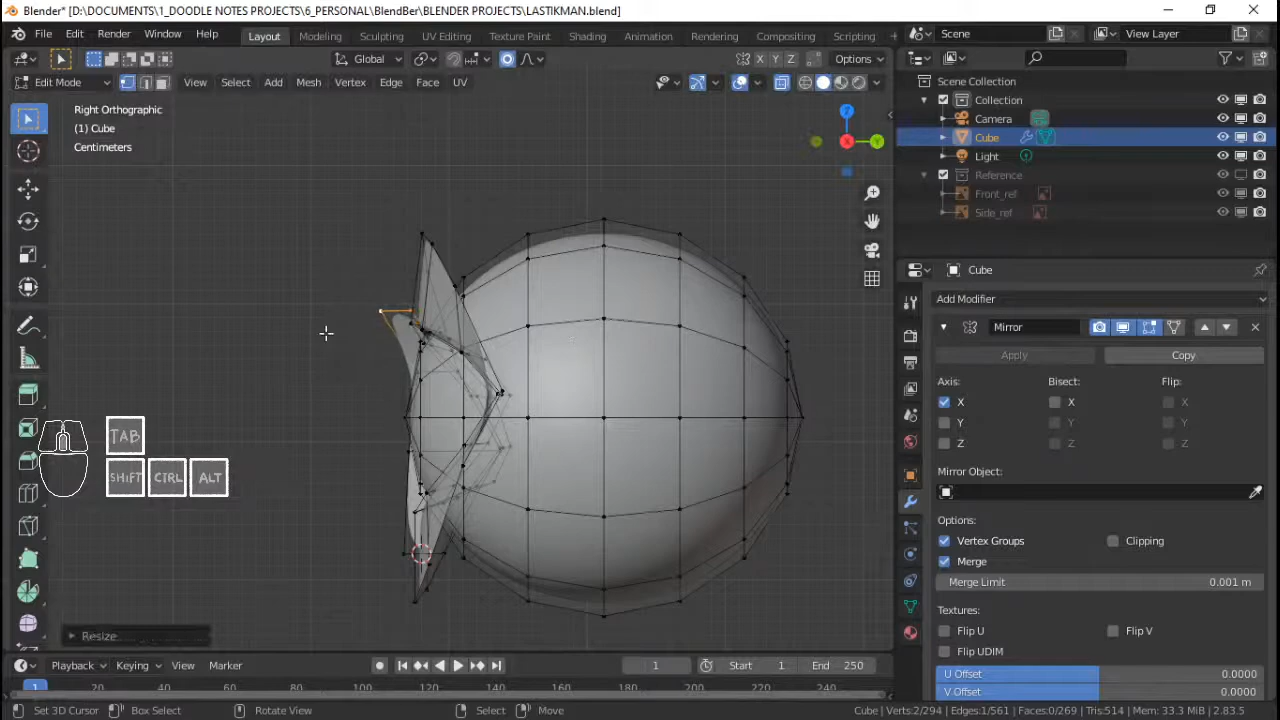 Blender* [D:\DOCUMENTS\1_DOODLE NOTES PROJECTS\6_PERSONAL\BlendBer\BLENDER PROJECTS\LASTIKMAN.blend]
File Edit Render Window Help Layout Modeling Sculpting UV Editing Texture Paint Shading Animation Rendering Compositing Scripting Scene View Layer
Global X Y Z Options
Edit Mode View Select Add Mesh Vertex Edge Face UV
Right Orthographic
(1) Cube
Centimeters
Z
X
Y
Scene Collection
Collection
Camera
Cube
Light
Reference
Front_ref
Side_ref
Cube
Add Modifier
Mirror
Apply Copy
Axis: Bisect: Flip:
X X X
Y Y Y
Z Z Z
Mirror Object:
Options:
Vertex Groups Clipping
Merge
Merge Limit 0.001 m
Textures:
Flip U Flip V
Flip UDIM
U Offset 0.0000
V Offset 0.0000
TAB
SHIFT CTRL ALT
Resize
Playback Keying View Marker 1 Start 1 End 250
1 20 40 60 80 100 120 140 160 180 200 220 240
Set 3D Cursor Box Select Rotate View Select Move Cube | Verts:2/294 | Edges:1/561 | Faces:0/269 | Tris:514 | Mem: 33.3 MiB | 2.83.5